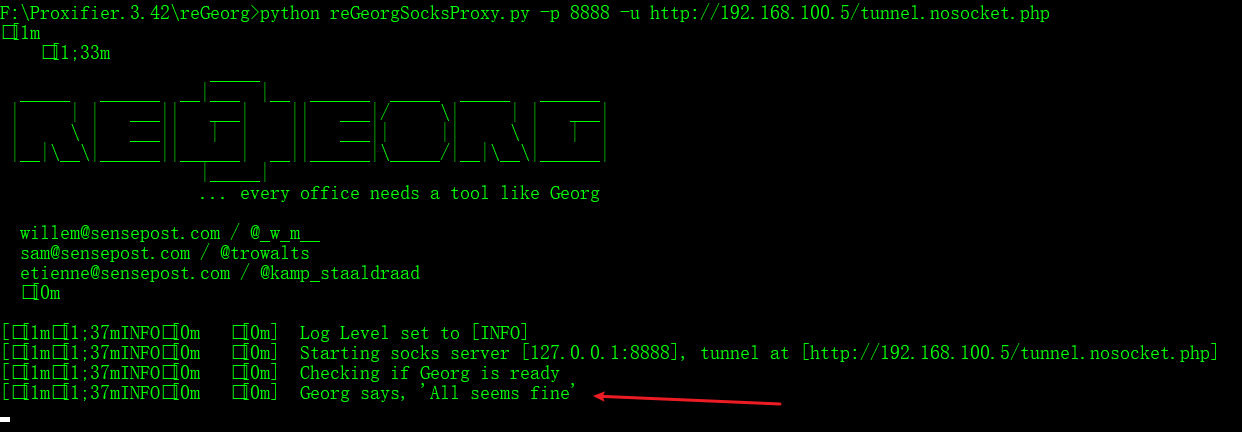 F:\Proxifier.3.42\reGeorg>python reGeorgSocksProxy.py -p 8888 -u http://192.168.100.5/tunnel.nosocket.php
□[1m
□[1;33m
REGEORG
... every office needs a tool like Georg
willem@sensepost.com / @_w_m__
sam@sensepost.com / @trowalts
etienne@sensepost.com / @kamp_staaldraad
□[0m
[□[1m□[1;37mINFO□[0m   □[0m]  Log Level set to [INFO]
[□[1m□[1;37mINFO□[0m   □[0m]  Starting socks server [127.0.0.1:8888], tunnel at [http://192.168.100.5/tunnel.nosocket.php]
[□[1m□[1;37mINFO□[0m   □[0m]  Checking if Georg is ready
[□[1m□[1;37mINFO□[0m   □[0m]  Georg says, 'All seems fine'